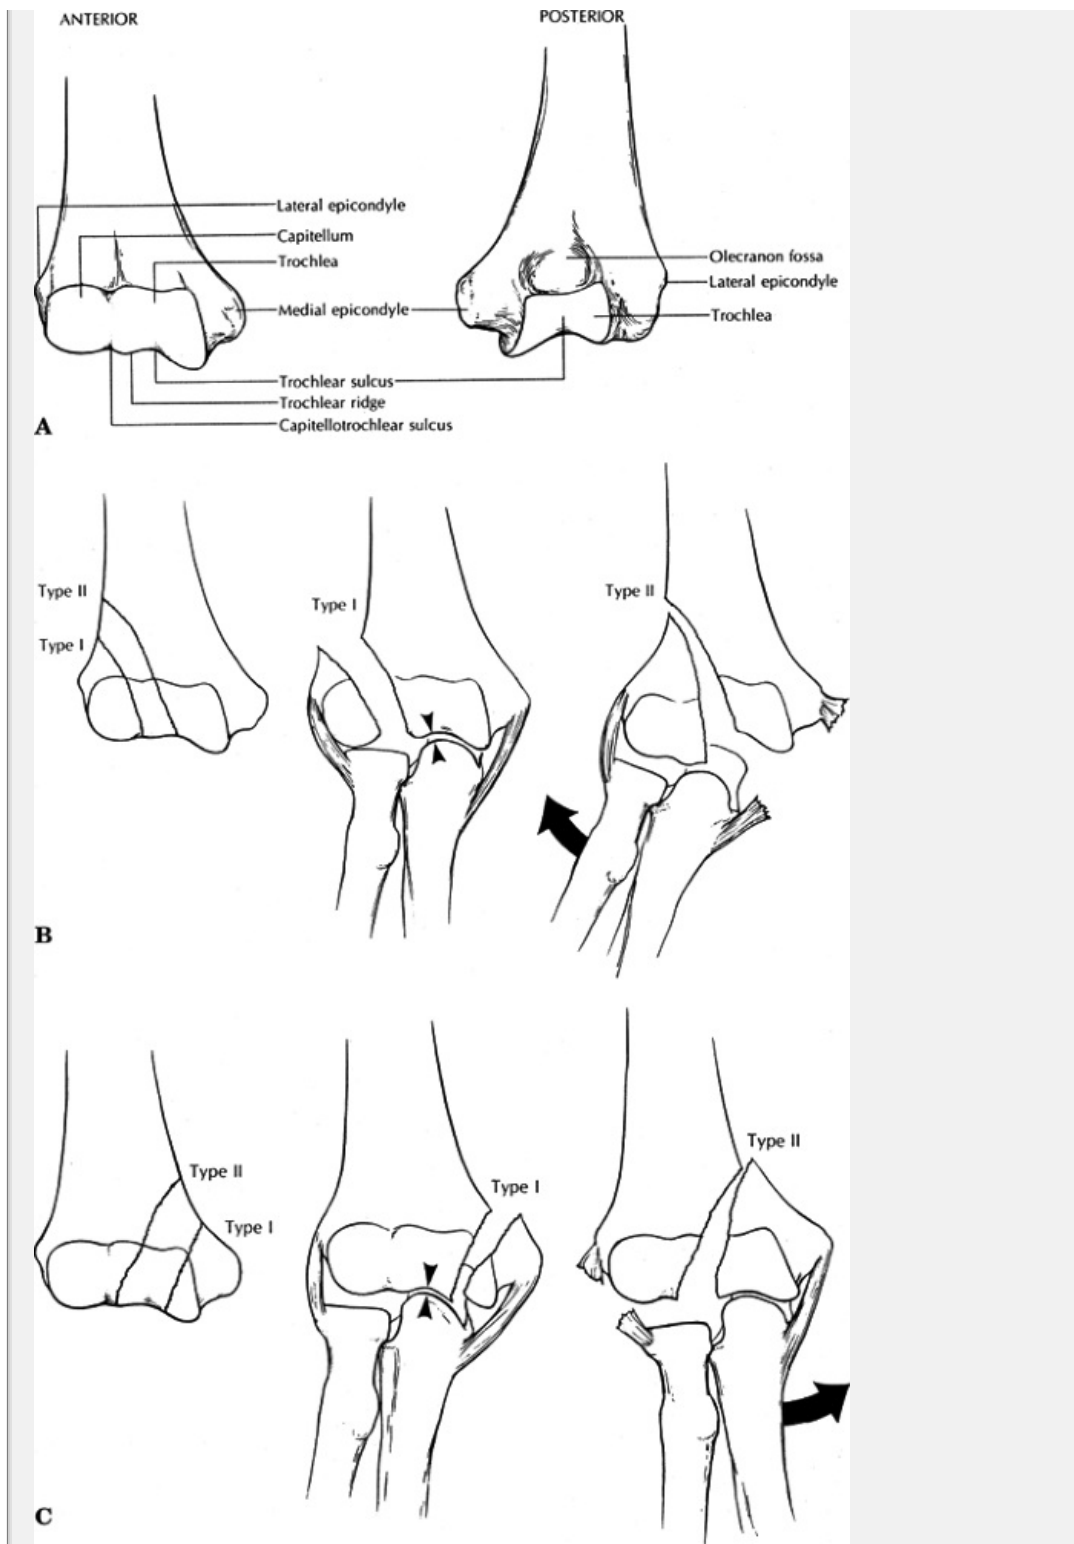 ANTERIOR
POSTERIOR
Lateral epicondyle
Capitellum
Trochlea
Medial epicondyle
Trochlear sulcus
Trochlear ridge
Capitellotrochlear sulcus
Olecranon fossa
Lateral epicondyle
Trochlea
A
Type II
Type I
Type I
Type II
B
Type II
Type I
Type I
Type II
C